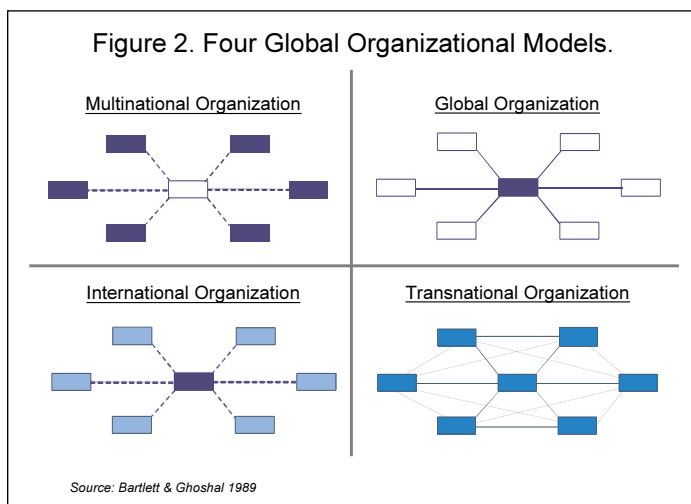 Figure 2. Four Global Organizational Models.
Multinational Organization
Global Organization
International Organization
Transnational Organization
Source: Bartlett & Ghoshal 1989